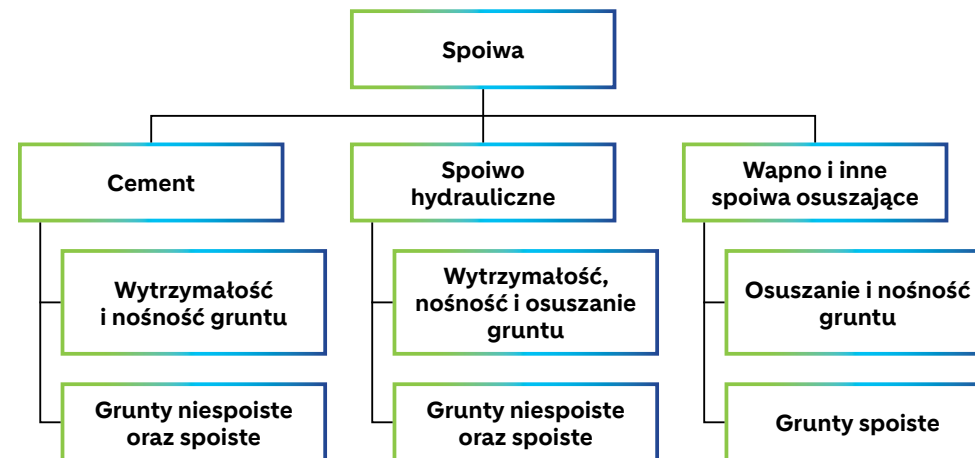 Spoiwa
Cement
Spoiwo
hydrauliczne
Wapno i inne
spoiwa osuszające
Wytrzymałość
i nośność gruntu
Wytrzymałość,
nośność i osuszanie
gruntu
Osuszanie i nośność
gruntu
Grunty niespoiste
oraz spoiste
Grunty niespoiste
oraz spoiste
Grunty spoiste